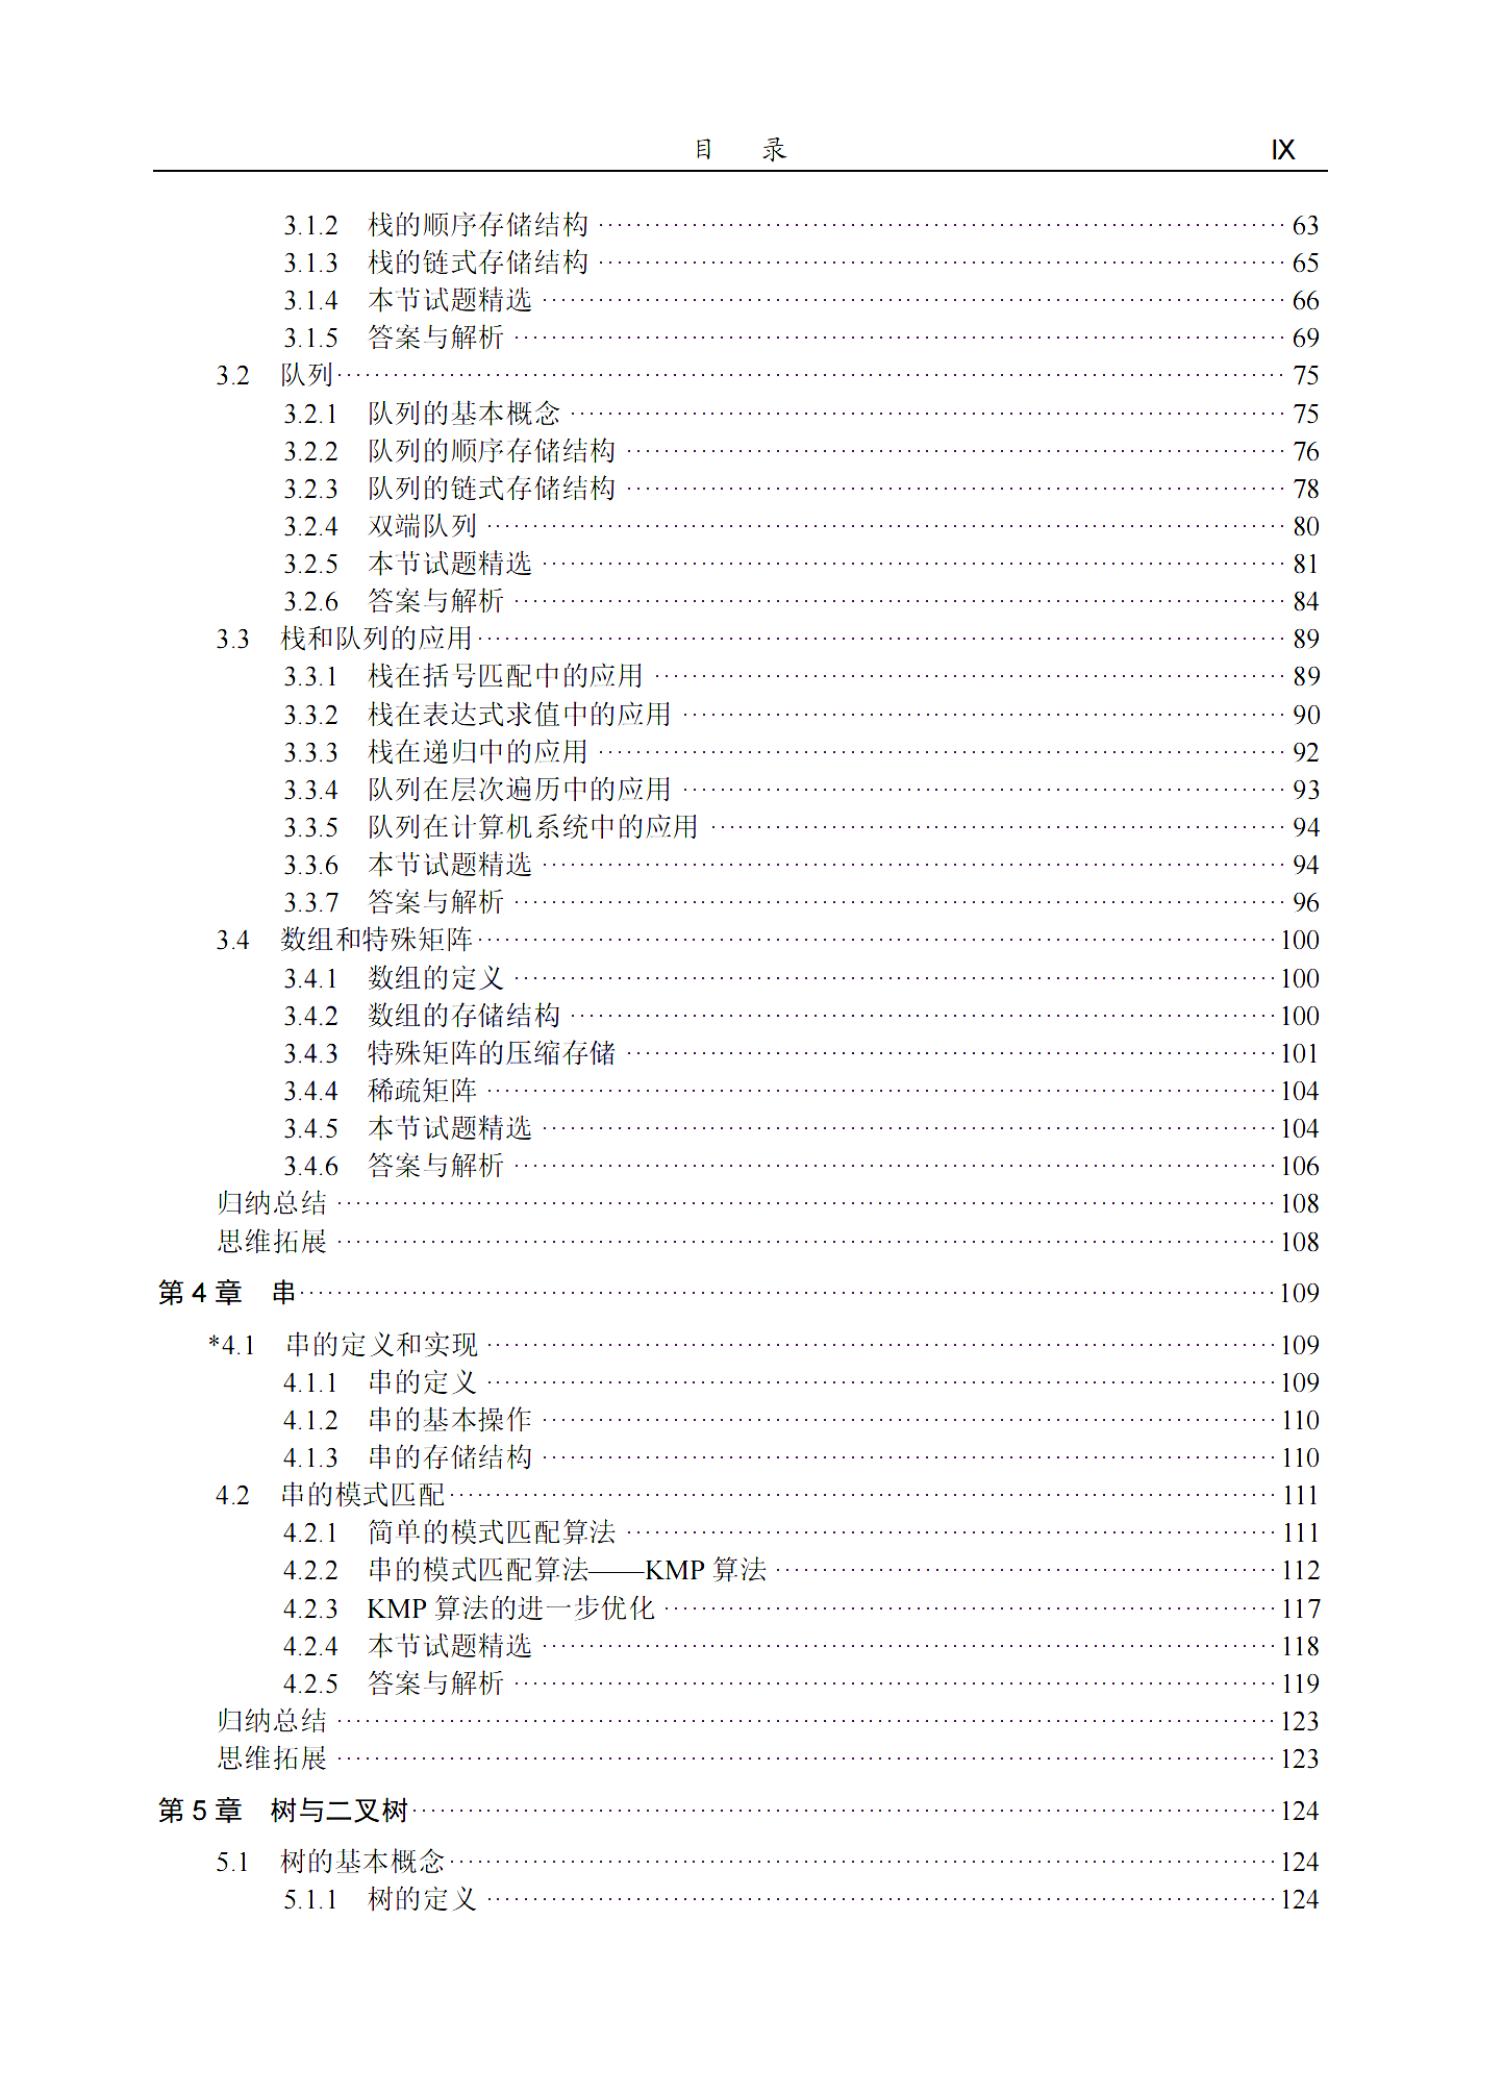 目 录 IX
3.1.2 栈的顺序存储结构 63
3.1.3 栈的链式存储结构 65
3.1.4 本节试题精选 66
3.1.5 答案与解析 69
3.2 队列 75
3.2.1 队列的基本概念 75
3.2.2 队列的顺序存储结构 76
3.2.3 队列的链式存储结构 78
3.2.4 双端队列 80
3.2.5 本节试题精选 81
3.2.6 答案与解析 84
3.3 栈和队列的应用 89
3.3.1 栈在括号匹配中的应用 89
3.3.2 栈在表达式求值中的应用 90
3.3.3 栈在递归中的应用 92
3.3.4 队列在层次遍历中的应用 93
3.3.5 队列在计算机系统中的应用 94
3.3.6 本节试题精选 94
3.3.7 答案与解析 96
3.4 数组和特殊矩阵 100
3.4.1 数组的定义 100
3.4.2 数组的存储结构 100
3.4.3 特殊矩阵的压缩存储 101
3.4.4 稀疏矩阵 104
3.4.5 本节试题精选 104
3.4.6 答案与解析 106
归纳总结 108
思维拓展 108
第 4 章 串 109
*4.1 串的定义和实现 109
4.1.1 串的定义 109
4.1.2 串的基本操作 110
4.1.3 串的存储结构 110
4.2 串的模式匹配 111
4.2.1 简单的模式匹配算法 111
4.2.2 串的模式匹配算法——KMP 算法 112
4.2.3 KMP 算法的进一步优化 117
4.2.4 本节试题精选 118
4.2.5 答案与解析 119
归纳总结 123
思维拓展 123
第 5 章 树与二叉树 124
5.1 树的基本概念 124
5.1.1 树的定义 124